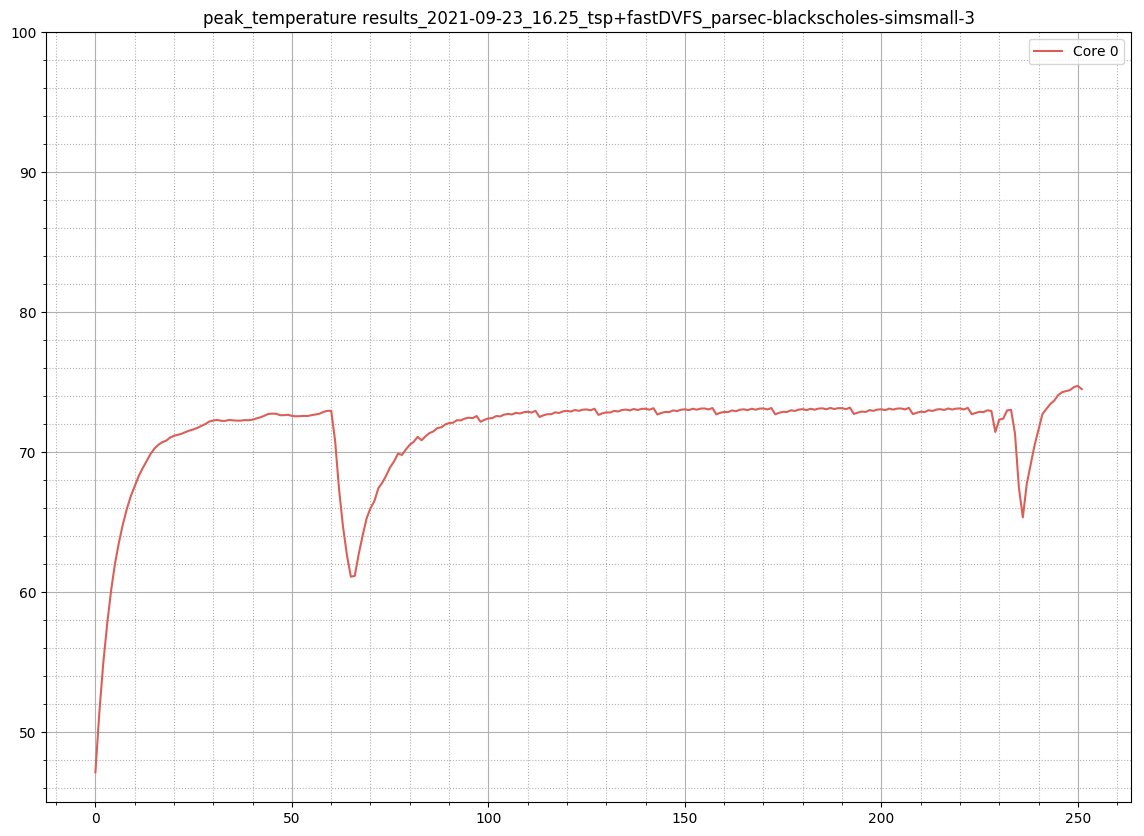 peak_temperature results_2021-09-23_16.25_tsp+fastDVFS_parsec-blackscholes-simsmall-3
Core 0
100
90
80
70
60
50
0 50 100 150 200 250